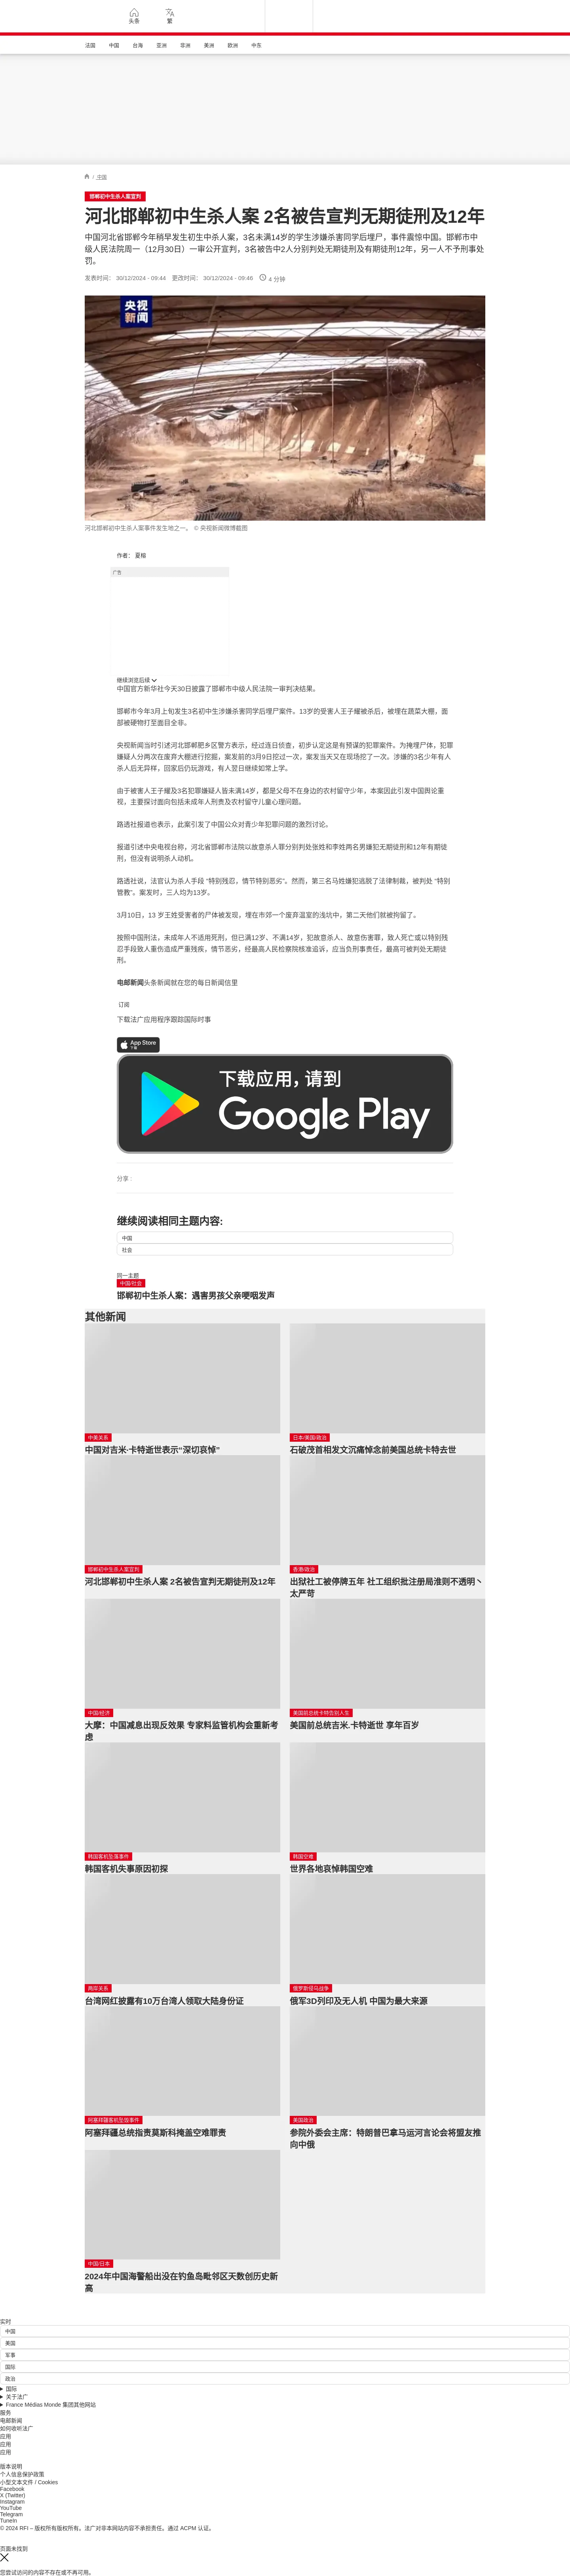 头条
繁
法国
中国
台海
亚洲
非洲
美洲
欧洲
中东
/ 中国
邯郸初中生杀人案宣判
河北邯郸初中生杀人案 2名被告宣判无期徒刑及12年
中国河北省邯郸今年稍早发生初生中杀人案，3名未满14岁的学生涉嫌杀害同学后埋尸，事件震惊中国。邯郸市中
级人民法院周一（12月30日）一审公开宣判，3名被告中2人分别判处无期徒刑及有期徒刑12年，另一人不予刑事处
罚。
发表时间： 30/12/2024 - 09:44 更改时间： 30/12/2024 - 09:46 4 分钟
央视
新闻
河北邯郸初中生杀人案事件发生地之一。 © 央视新闻微博截图
作者： 夏榕
广告
继续浏览后续
中国官方新华社今天30日披露了邯郸市中级人民法院一审判决结果。
邯郸市今年3月上旬发生3名初中生涉嫌杀害同学后埋尸案件。13岁的受害人王子耀被杀后，被埋在蔬菜大棚，面
部被硬物打至面目全非。
央视新闻当时引述河北邯郸肥乡区警方表示，经过连日侦查，初步认定这是有预谋的犯罪案件。为掩埋尸体，犯罪
嫌疑人分两次在废弃大棚进行挖掘，案发前的3月9日挖过一次，案发当天又在现场挖了一次。涉嫌的3名少年有人
杀人后无异样，回家后仍玩游戏，有人翌日继续如常上学。
由于被害人王子耀及3名犯罪嫌疑人皆未满14岁，都是父母不在身边的农村留守少年，本案因此引发中国舆论重
视，主要探讨面向包括未成年人刑责及农村留守儿童心理问题。
路透社报道也表示，此案引发了中国公众对青少年犯罪问题的激烈讨论。
报道引述中央电视台称，河北省邯郸市法院以故意杀人罪分别判处张姓和李姓两名男嫌犯无期徒刑和12年有期徒
刑，但没有说明杀人动机。
路透社说，法官认为杀人手段 “特别残忍，情节特别恶劣”。然而，第三名马姓嫌犯逃脱了法律制裁，被判处 “特别
管教”。案发时，三人均为13岁。
3月10日，13 岁王姓受害者的尸体被发现，埋在市郊一个废弃温室的浅坑中，第二天他们就被拘留了。
按照中国刑法，未成年人不适用死刑，但已满12岁、不满14岁，犯故意杀人、故意伤害罪，致人死亡或以特别残
忍手段致人重伤造成严重残疾，情节恶劣，经最高人民检察院核准追诉，应当负刑事责任，最高可被判处无期徒
刑。
电邮新闻头条新闻就在您的每日新闻信里
订阅
下载法广应用程序跟踪国际时事
App Store
下载
下载应用，请到
Google Play
分享 :
继续阅读相同主题内容:
中国
社会
同一主题
中国/社会
邯郸初中生杀人案：遇害男孩父亲哽咽发声
其他新闻
中美关系
中国对吉米·卡特逝世表示“深切哀悼”
日本/美国/政治
石破茂首相发文沉痛悼念前美国总统卡特去世
邯郸初中生杀人案宣判
河北邯郸初中生杀人案 2名被告宣判无期徒刑及12年
香港/政治
出狱社工被停牌五年 社工组织批注册局淮则不透明丶
太严苛
中国/经济
大摩：中国减息出现反效果 专家料监管机构会重新考
虑
美国前总统卡特告别人生
美国前总统吉米.卡特逝世 享年百岁
韩国客机坠落事件
韩国客机失事原因初探
韩国空难
世界各地哀悼韩国空难
两岸关系
台湾网红披露有10万台湾人领取大陆身份证
俄罗斯侵乌战争
俄军3D列印及无人机 中国为最大来源
阿塞拜疆客机坠毁事件
阿塞拜疆总统指责莫斯科掩盖空难罪责
美国政治
参院外委会主席：特朗普巴拿马运河言论会将盟友推
向中俄
中国/日本
2024年中国海警船出没在钓鱼岛毗邻区天数创历史新
高
实时
中国
美国
军事
国际
政治
国际
关于法广
France Médias Monde 集团其他网站
服务
电邮新闻
如何收听法广
应用
应用
应用
版本说明
个人信息保护政策
小型文本文件 / Cookies
Facebook
X (Twitter)
Instagram
YouTube
Telegram
TuneIn
© 2024 RFI – 版权所有版权所有。法广对非本网站内容不承担责任。通过 ACPM 认证。
页面未找到
您尝试访问的内容不存在或不再可用。